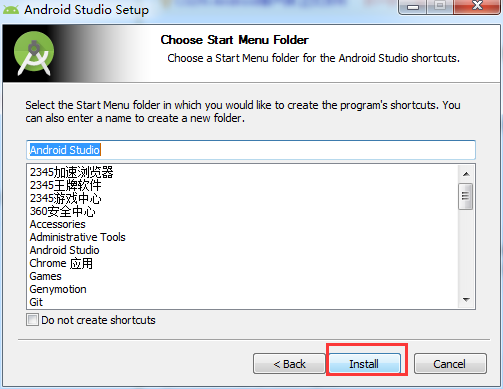 Android Studio Setup
Choose Start Menu Folder
Choose a Start Menu folder for the Android Studio shortcuts.
Select the Start Menu folder in which you would like to create the program's shortcuts. You
can also enter a name to create a new folder.
Android Studio
2345加速浏览器
2345王牌软件
2345游戏中心
360安全中心
Accessories
Administrative Tools
Android Studio
Chrome 应用
Games
Genymotion
Git
Do not create shortcuts
< Back
Install
Cancel